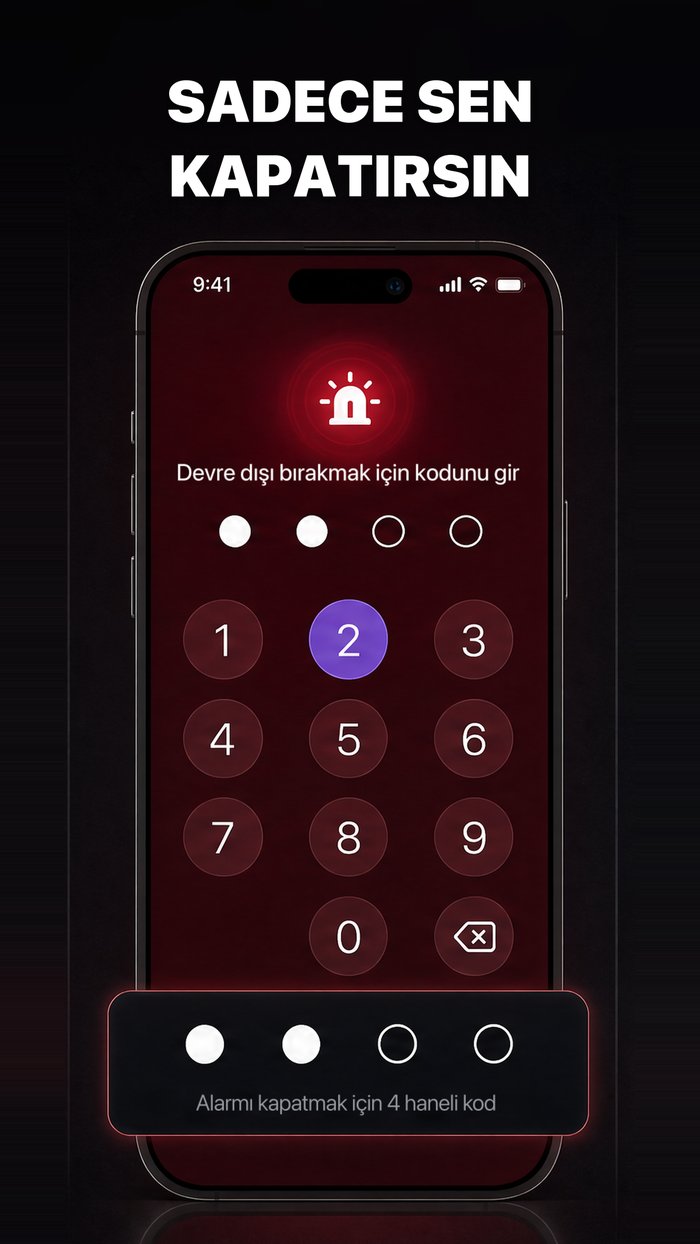 SADECE SEN
KAPATIRSIN
9:41
Devre dışı bırakmak için kodunu gir
1 2 3
4 5 6
7 8 9
0
Alarmı kapatmak için 4 haneli kod